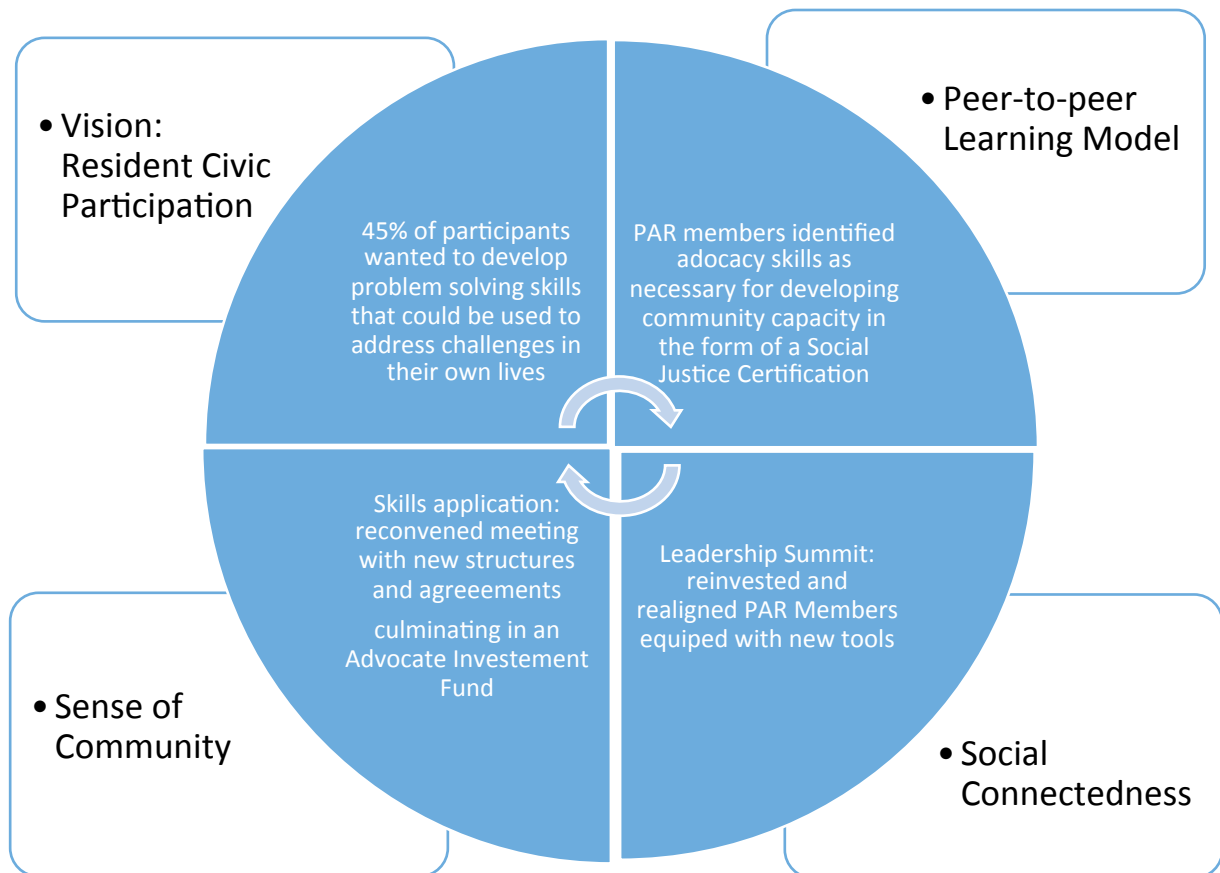 • Vision:
Resident Civic
Participation
45% of participants
wanted to develop
problem solving skills
that could be used to
address challenges in
their own lives
• Peer-to-peer
Learning Model
PAR members identified
adocacy skills as
necessary for developing
community capacity in
the form of a Social
Justice Certification
• Sense of
Community
Skills application:
reconvened meeting
with new structures
and agreeements
culminating in an
Advocate Investement
Fund
Leadership Summit:
reinvested and
realigned PAR Members
equiped with new tools
• Social
Connectedness